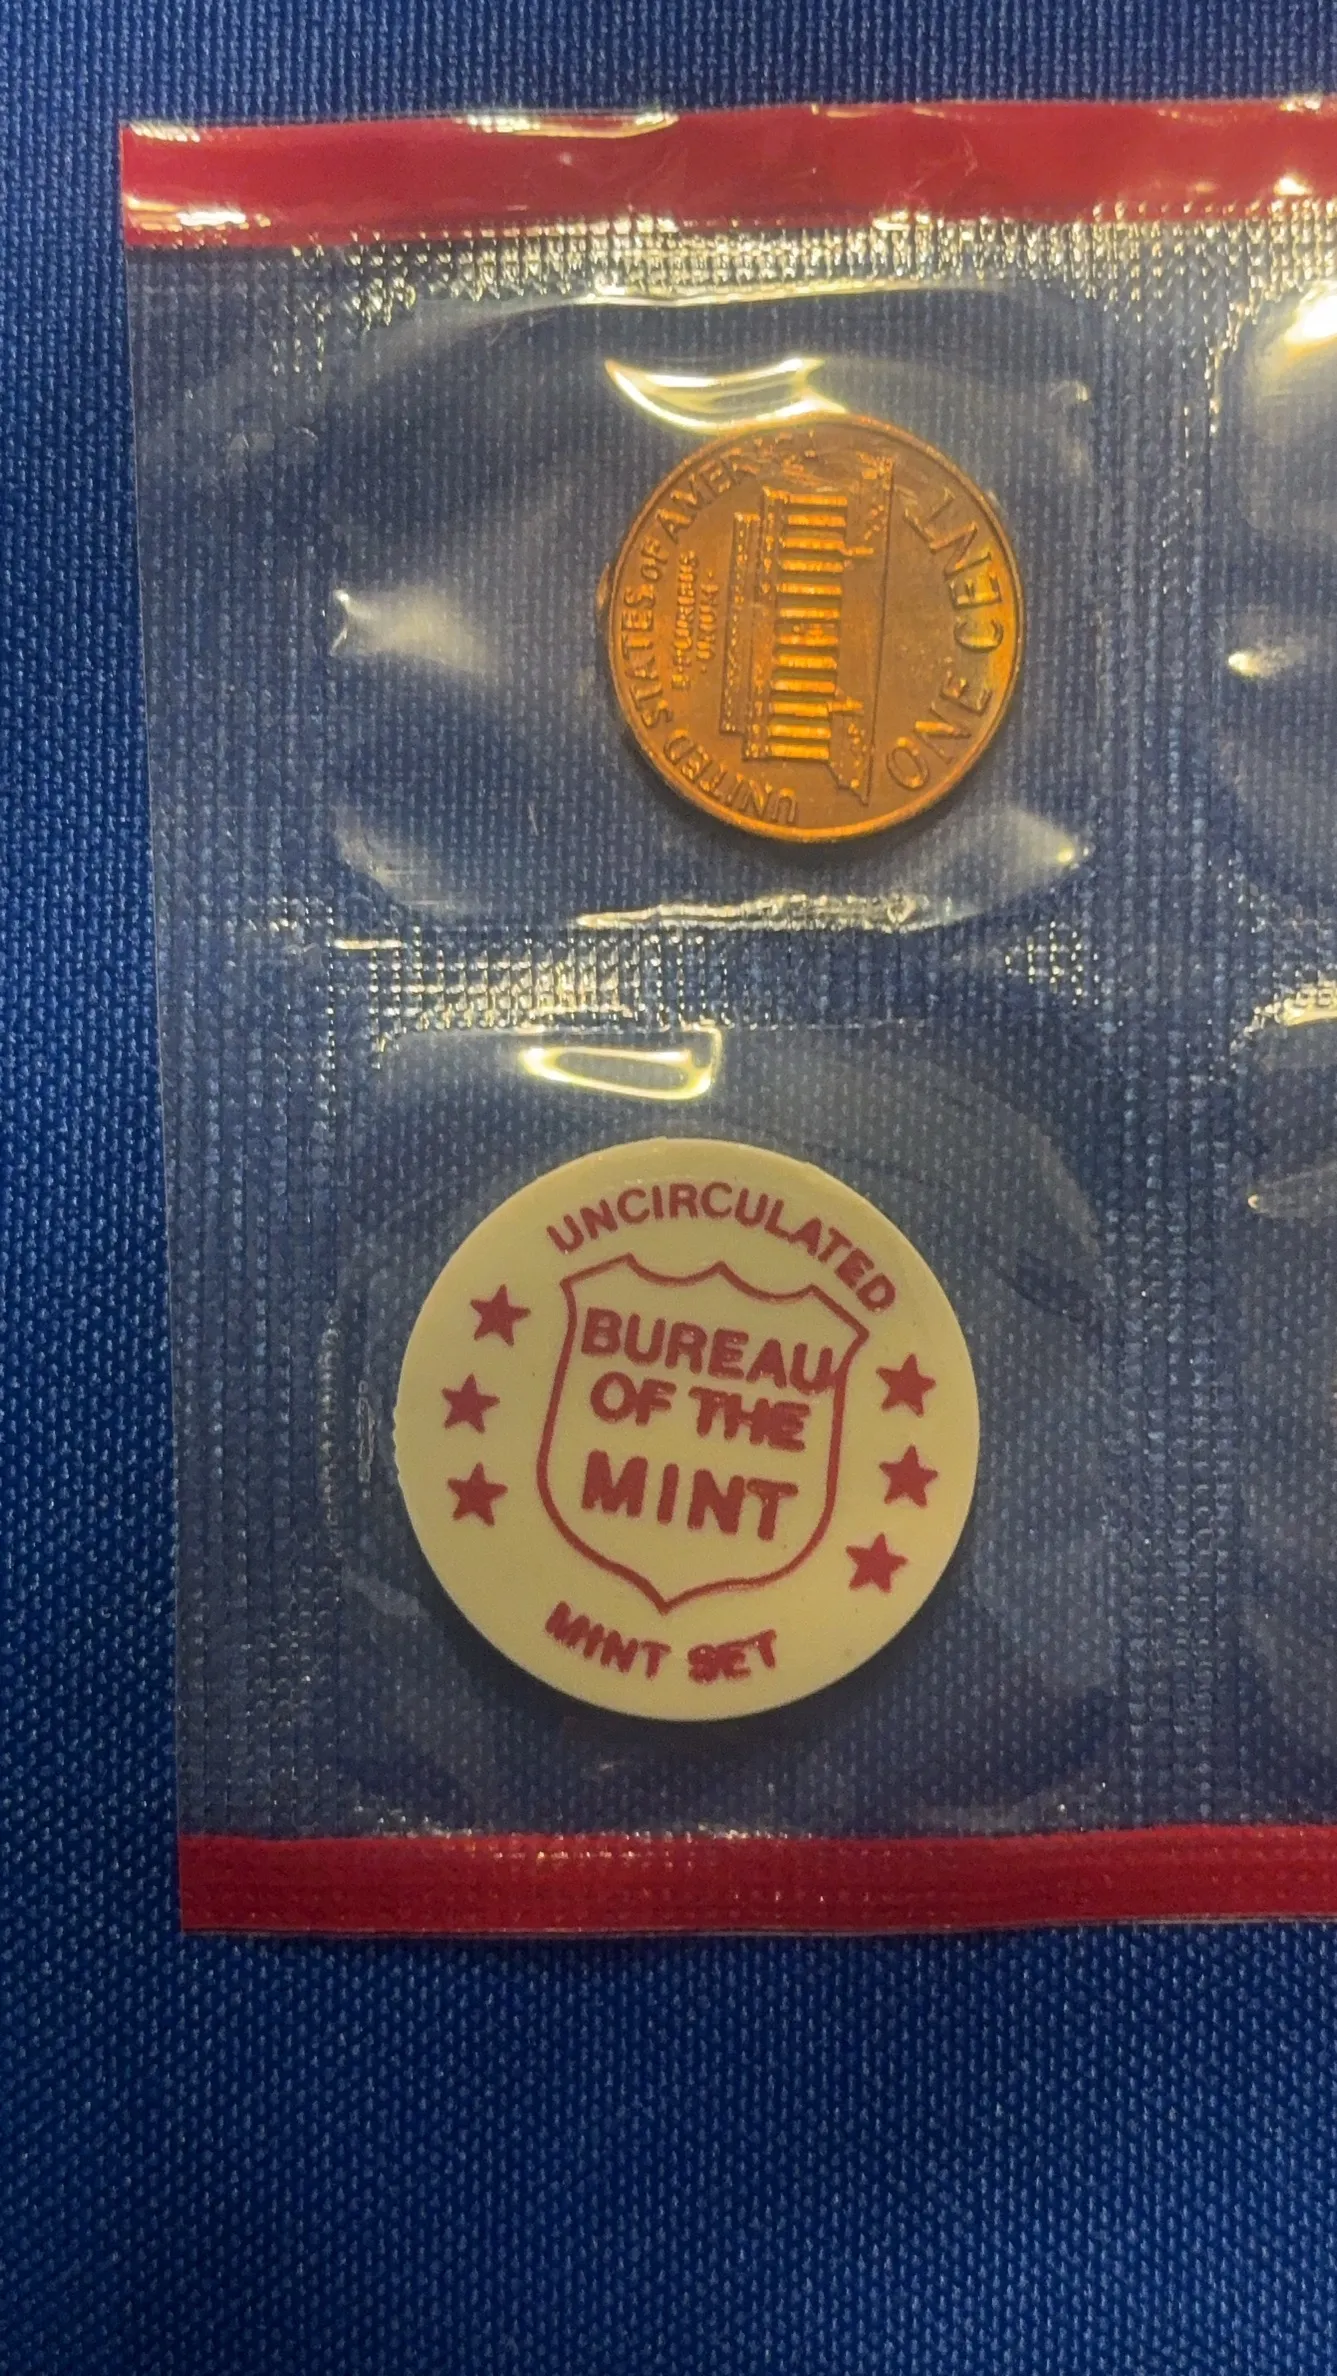 UNITED STATES OF AMERICA
E PLURIBUS
UNUM
ONE CENT
UNCIRCULATED
BUREAU
OF THE
MINT
MINT SET